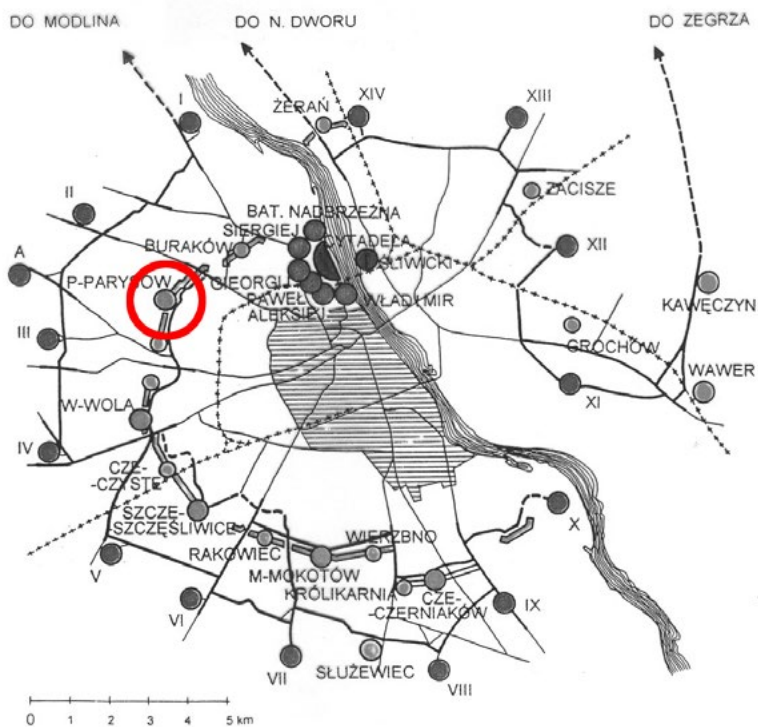 DO MODLINA
DO N. DWORU
DO ZEGRZA
I
ŻERAŃ
XIV
XIII
II
ZACISZE
BAT. NADBRZEŻNA
SIERGIEJ
CYTADELA
BURAKÓW
ŚLIWICKI
XII
A
P-PARYSÓW
GIEORGIJ
PAWEŁ
WŁADIMIR
ALEKSIEJ
KAWĘCZYN
III
GROCHÓW
WAWER
XI
W-WOLA
IV
CZE-
CZYSTE
SZCZĘ-
SZCZĘŚLIWICE
WIERZBNO
X
RAKOWIEC
V
M-MOKOTÓW
KRÓLIKARNIA
CZE-
CZERNIAKÓW
VI
IX
VII
SŁUŻEWIEC
VIII
0 1 2 3 4 5 km